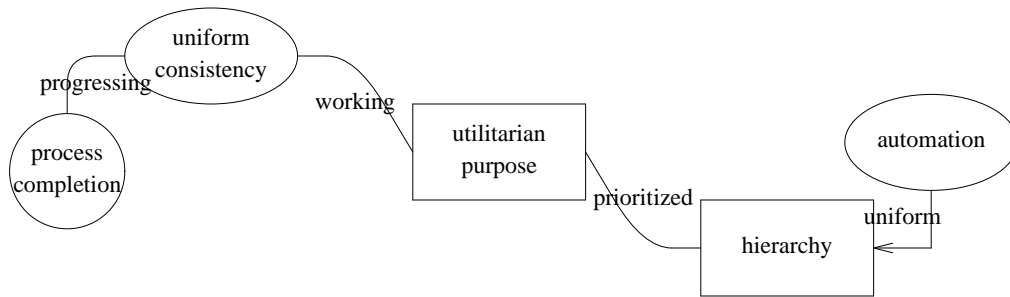 uniform
consistency
progressing
working
process
completion
utilitarian
purpose
automation
prioritized
uniform
hierarchy